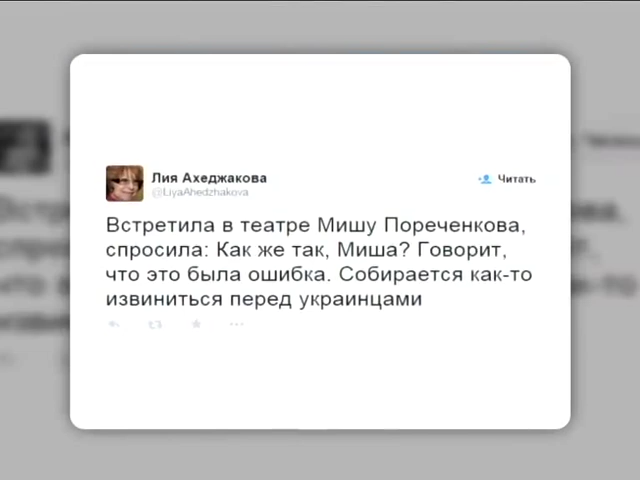 Лия Ахеджакова
@LiyaAhedzhakova
Читать
Встретила в театре Мишу Пореченкова,
спросила: Как же так, Миша? Говорит,
что это была ошибка. Собирается как-то
извиниться перед украинцами